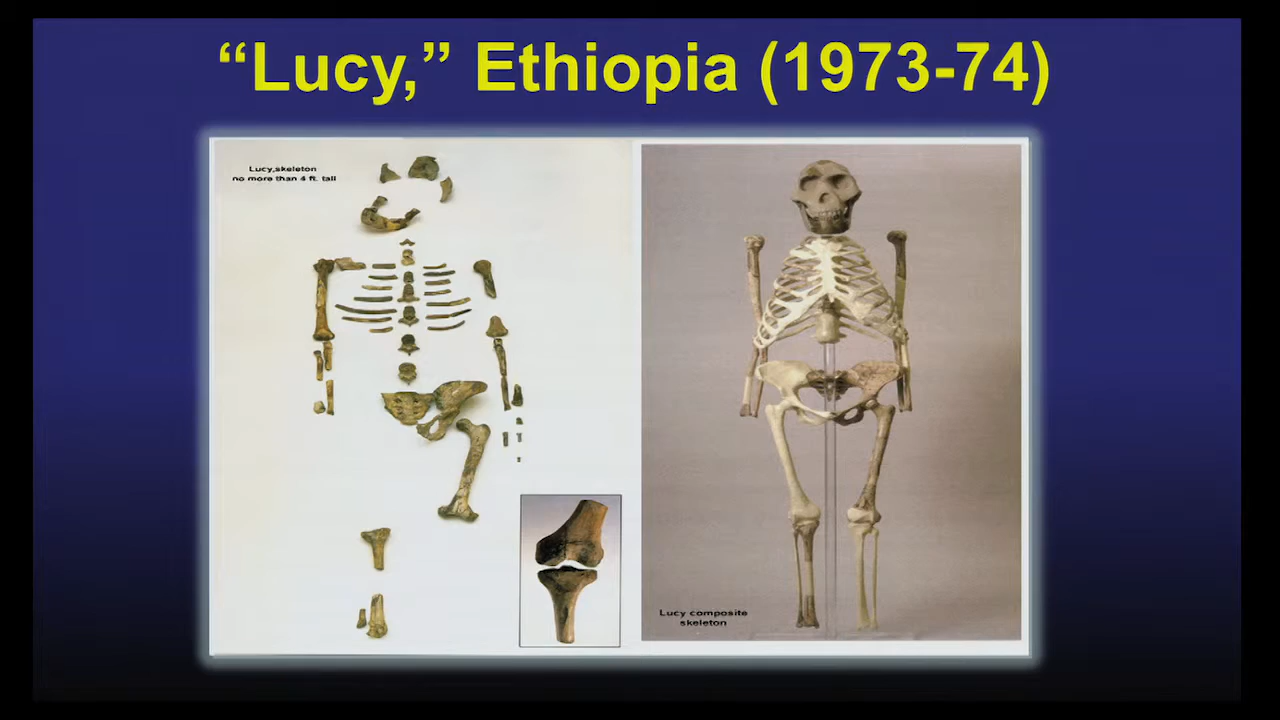 “Lucy,” Ethiopia (1973-74)
Lucy,skeleton
no more than 4 ft. tall
Lucy composite
skeleton